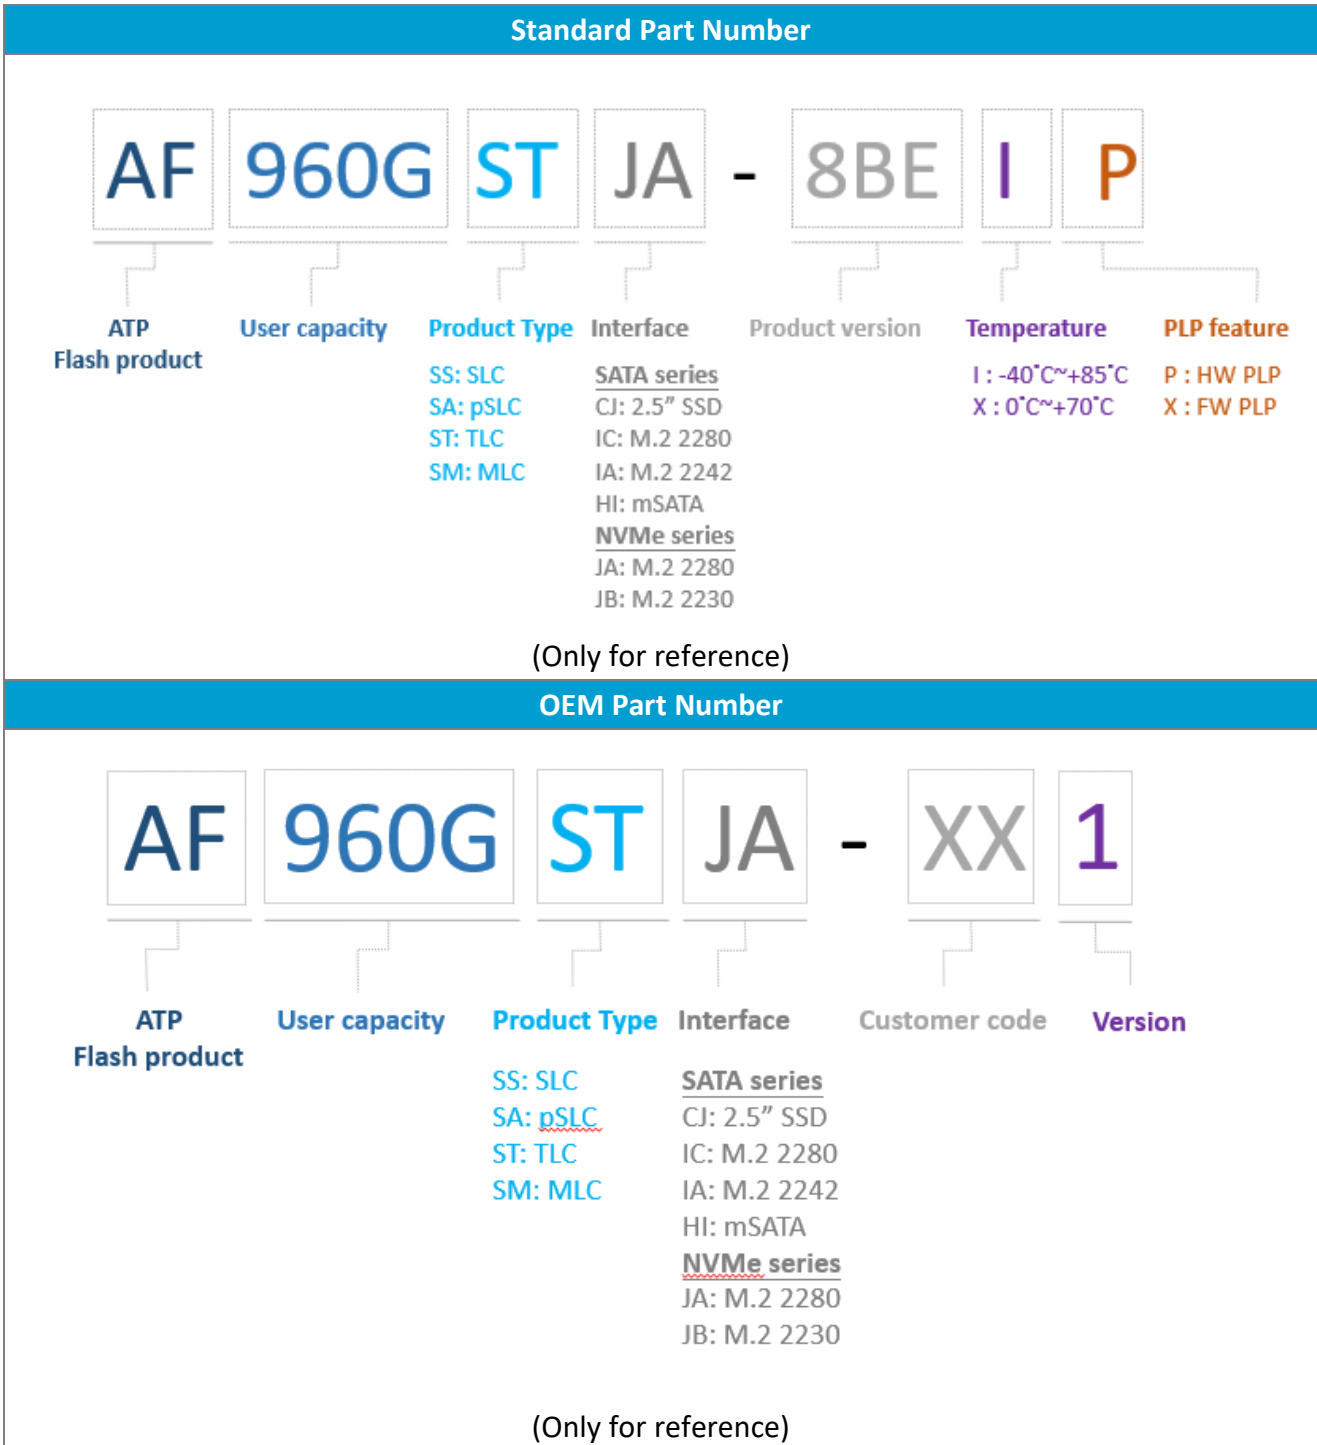 Standard Part Number
AF 960G ST JA - 8BE I P
ATP
Flash product
User capacity
Product Type
SS: SLC
SA: pSLC
ST: TLC
SM: MLC
Interface
SATA series
CJ: 2.5” SSD
IC: M.2 2280
IA: M.2 2242
HI: mSATA
NVMe series
JA: M.2 2280
JB: M.2 2230
Product version
Temperature
I : -40˚C~+85˚C
X : 0˚C~+70˚C
PLP feature
P : HW PLP
X : FW PLP
(Only for reference)
OEM Part Number
AF 960G ST JA - XX 1
ATP
Flash product
User capacity
Product Type
SS: SLC
SA: pSLC
ST: TLC
SM: MLC
Interface
SATA series
CJ: 2.5” SSD
IC: M.2 2280
IA: M.2 2242
HI: mSATA
NVMe series
JA: M.2 2280
JB: M.2 2230
Customer code
Version
(Only for reference)